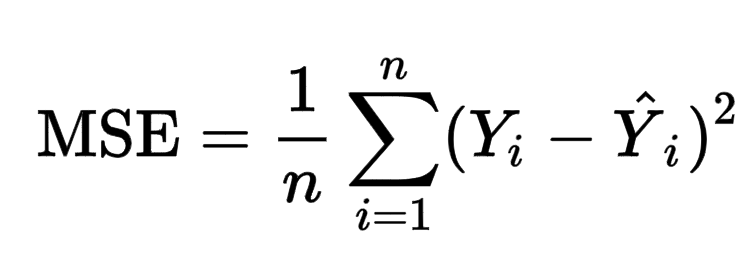 MSE = \frac{1}{n} \sum_{i=1}^{n} (Y_i - \hat{Y}_i)^2